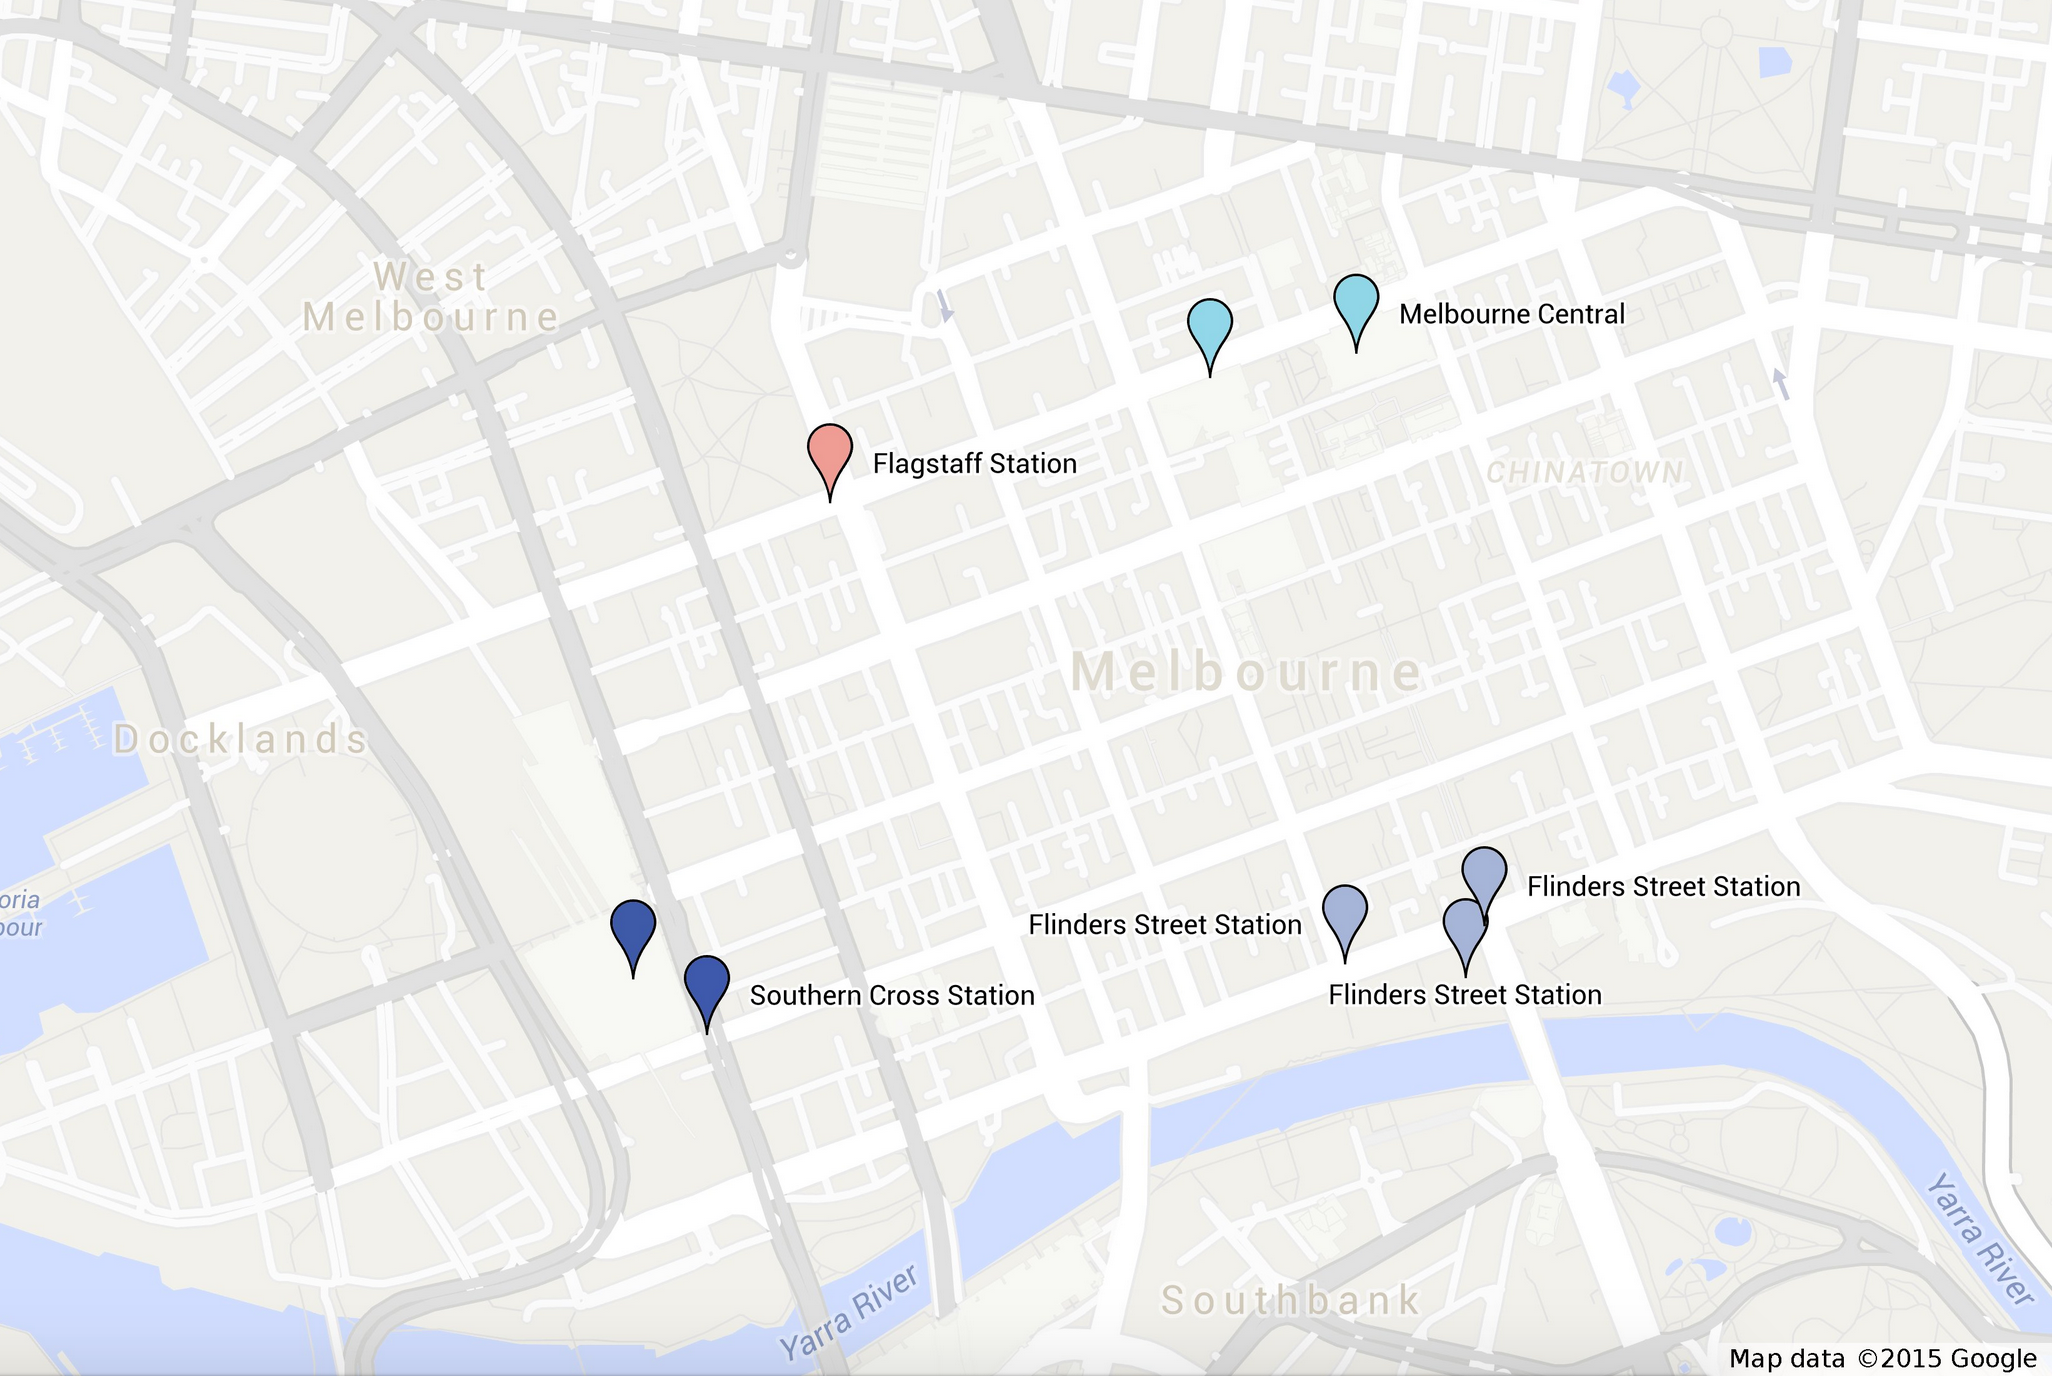 West
Melbourne
Melbourne Central
Flagstaff Station
CHINATOWN
Melbourne
Docklands
oria
bour
Flinders Street Station
Flinders Street Station
Southern Cross Station
Flinders Street Station
Yarra River
Yarra River
Southbank
Map data ©2015 Google